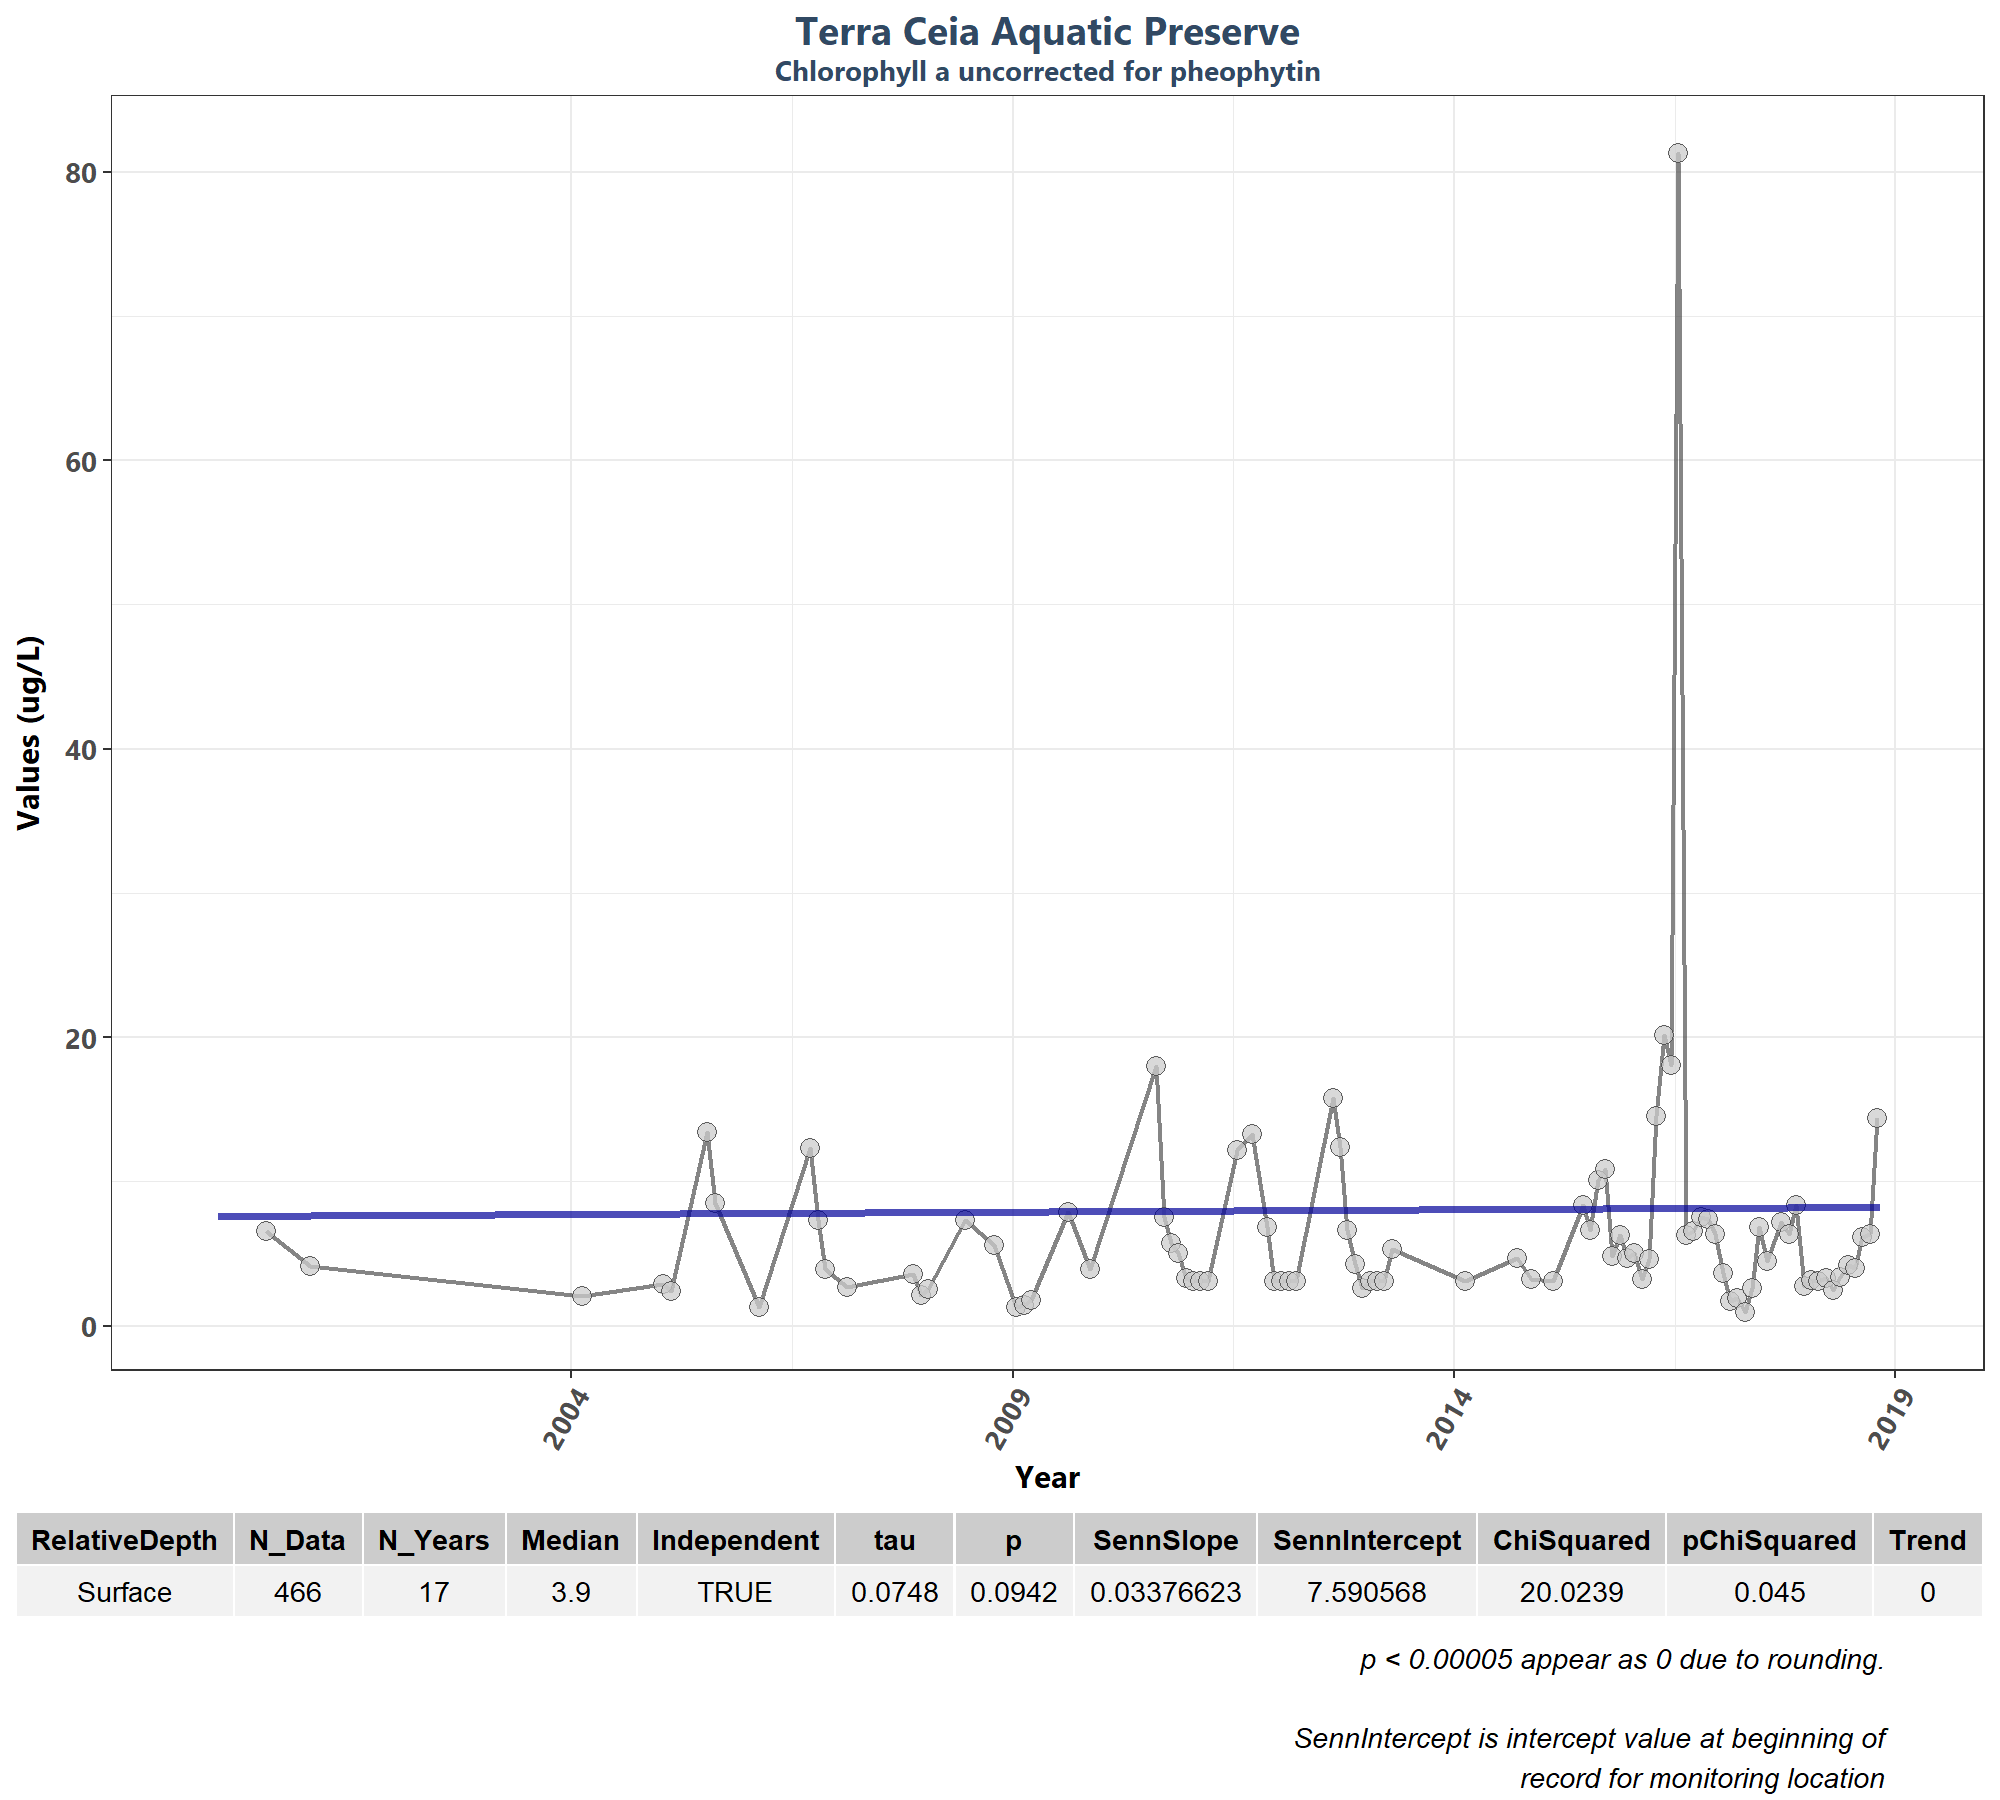 Terra Ceia Aquatic Preserve
Chlorophyll a uncorrected for pheophytin
Values (ug/L)
80
60
40
20
0
2004 2009 2014 2019
Year
RelativeDepth N_Data N_Years Median Independent tau p SennSlope SennIntercept ChiSquared pChiSquared Trend
Surface 466 17 3.9 TRUE 0.0748 0.0942 0.03376623 7.590568 20.0239 0.045 0
p < 0.00005 appear as 0 due to rounding.
SennIntercept is intercept value at beginning of
record for monitoring location